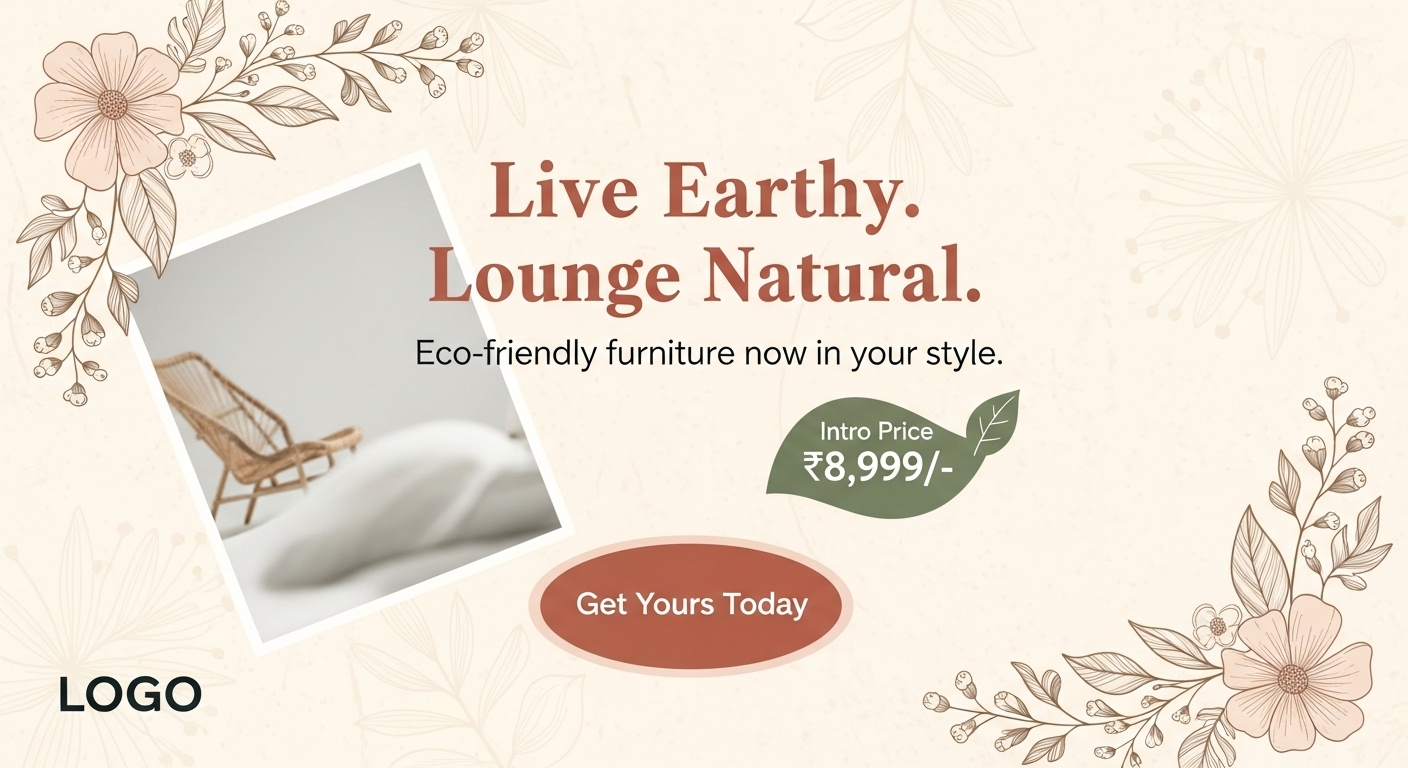 Live Earthy.
Lounge Natural.
Eco-friendly furniture now in your style.
Intro Price
₹8,999/-
Get Yours Today
LOGO